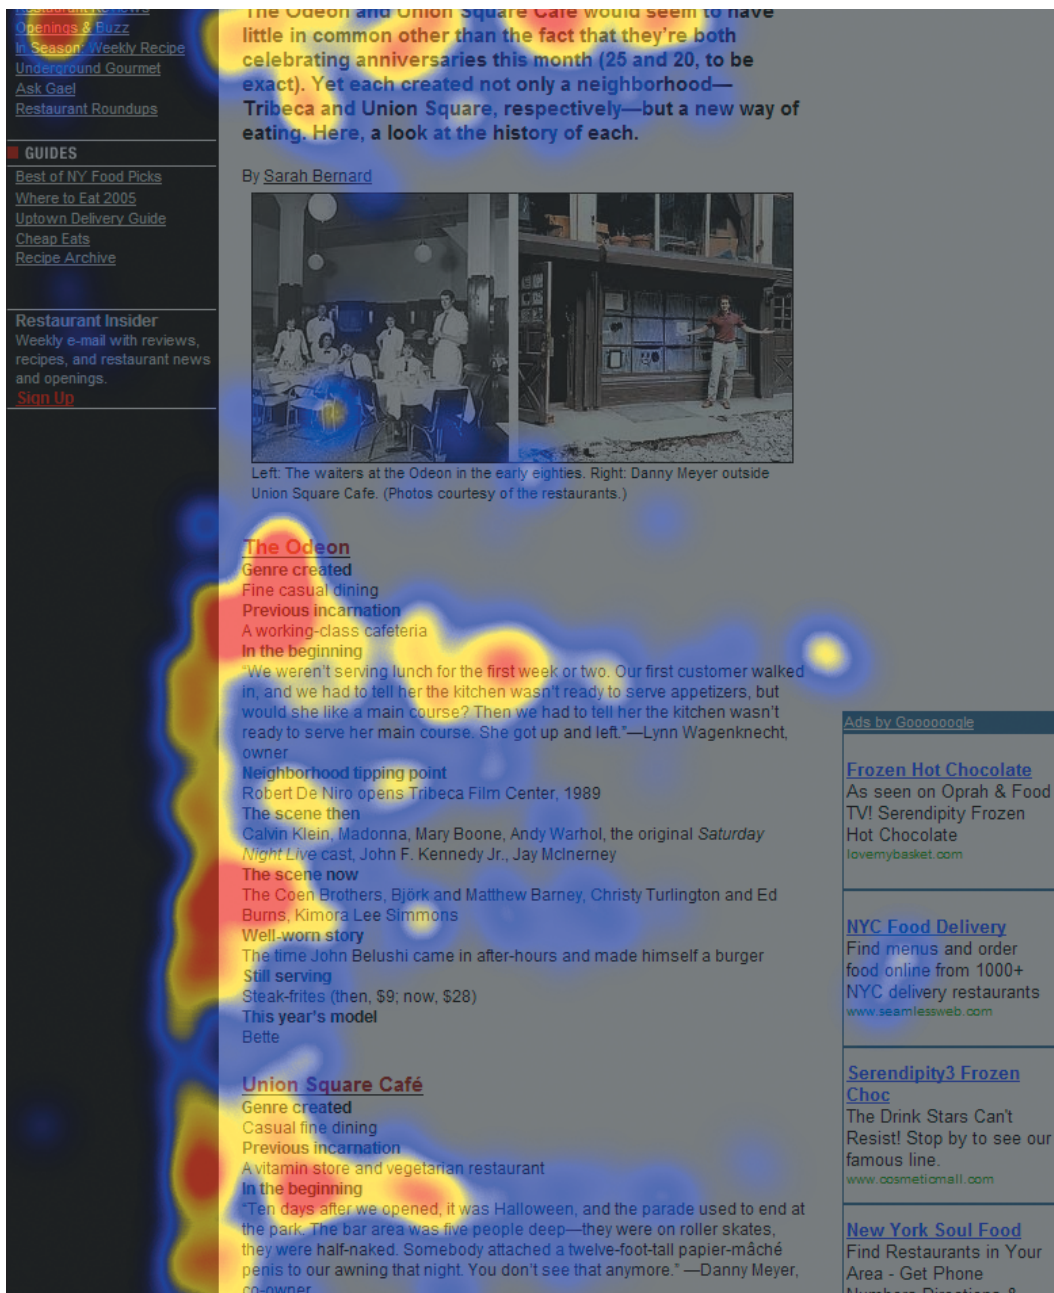 Restaurant Reviews
Openings & Buzz
In Season: Weekly Recipe
Underground Gourmet
Ask Gael
Restaurant Roundups
GUIDES
Best of NY Food Picks
Where to Eat 2005
Uptown Delivery Guide
Cheap Eats
Recipe Archive
Restaurant Insider
Weekly e-mail with reviews,
recipes, and restaurant news
and openings.
Sign Up
The Odeon and Union Square Cafe would seem to have
little in common other than the fact that they're both
celebrating anniversaries this month (25 and 20, to be
exact). Yet each created not only a neighborhood—
Tribeca and Union Square, respectively—but a new way of
eating. Here, a look at the history of each.
By Sarah Bernard
Left: The waiters at the Odeon in the early eighties. Right: Danny Meyer outside
Union Square Cafe. (Photos courtesy of the restaurants.)
The Odeon
Genre created
Fine casual dining
Previous incarnation
A working-class cafeteria
In the beginning
"We weren't serving lunch for the first week or two. Our first customer walked
in, and we had to tell her the kitchen wasn't ready to serve appetizers, but
would she like a main course? Then we had to tell her the kitchen wasn't
ready to serve her main course. She got up and left."—Lynn Wagenknecht,
owner
Neighborhood tipping point
Robert De Niro opens Tribeca Film Center, 1989
The scene then
Calvin Klein, Madonna, Mary Boone, Andy Warhol, the original Saturday
Night Live cast, John F. Kennedy Jr., Jay McInerney
The scene now
The Coen Brothers, Björk and Matthew Barney, Christy Turlington and Ed
Burns, Kimora Lee Simmons
Well-worn story
The time John Belushi came in after-hours and made himself a burger
Still serving
Steak-frites (then, $9; now, $28)
This year's model
Bette
Union Square Café
Genre created
Casual fine dining
Previous incarnation
A vitamin store and vegetarian restaurant
In the beginning
"Ten days after we opened, it was Halloween, and the parade used to end at
the park. The bar area was five people deep—they were on roller skates,
they were half-naked. Somebody attached a twelve-foot-tall papier-mâché
penis to our awning that night. You don't see that anymore." —Danny Meyer,
co-owner
Ads by Goooooogle
Frozen Hot Chocolate
As seen on Oprah & Food
TV! Serendipity Frozen
Hot Chocolate
lovemybasket.com
NYC Food Delivery
Find menus and order
food online from 1000+
NYC delivery restaurants
www.seamlessweb.com
Serendipity3 Frozen
Choc
The Drink Stars Can't
Resist! Stop by to see our
famous line.
www.cosmeticmall.com
New York Soul Food
Find Restaurants in Your
Area - Get Phone
Numbers Directions &